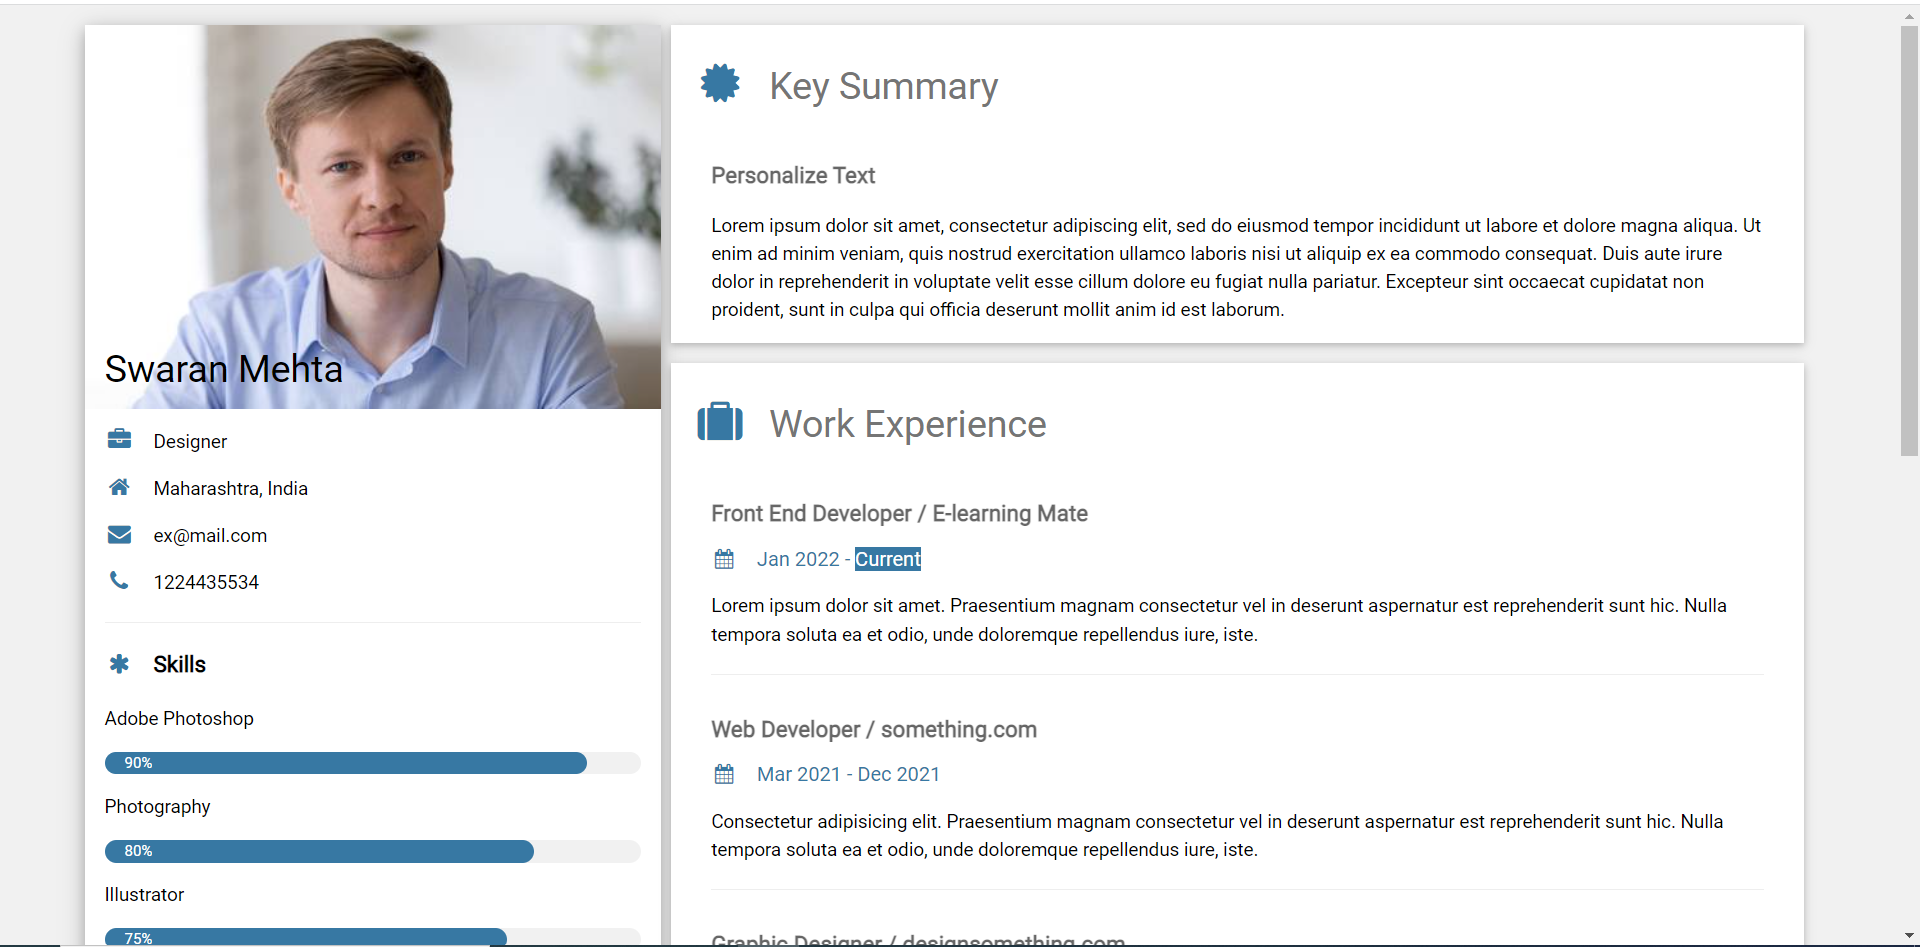 Swaran Mehta
Designer
Maharashtra, India
ex@mail.com
1224435534
Skills
Adobe Photoshop
90%
Photography
80%
Illustrator
75%
Key Summary
Personalize Text
Lorem ipsum dolor sit amet, consectetur adipiscing elit, sed do eiusmod tempor incididunt ut labore et dolore magna aliqua. Ut
enim ad minim veniam, quis nostrud exercitation ullamco laboris nisi ut aliquip ex ea commodo consequat. Duis aute irure
dolor in reprehenderit in voluptate velit esse cillum dolore eu fugiat nulla pariatur. Excepteur sint occaecat cupidatat non
proident, sunt in culpa qui officia deserunt mollit anim id est laborum.
Work Experience
Front End Developer / E-learning Mate
Jan 2022 - Current
Lorem ipsum dolor sit amet. Praesentium magnam consectetur vel in deserunt aspernatur est reprehenderit sunt hic. Nulla
tempora soluta ea et odio, unde doloremque repellendus iure, iste.
Web Developer / something.com
Mar 2021 - Dec 2021
Consectetur adipisicing elit. Praesentium magnam consectetur vel in deserunt aspernatur est reprehenderit sunt hic. Nulla
tempora soluta ea et odio, unde doloremque repellendus iure, iste.
Graphic Designer / designsomething.com